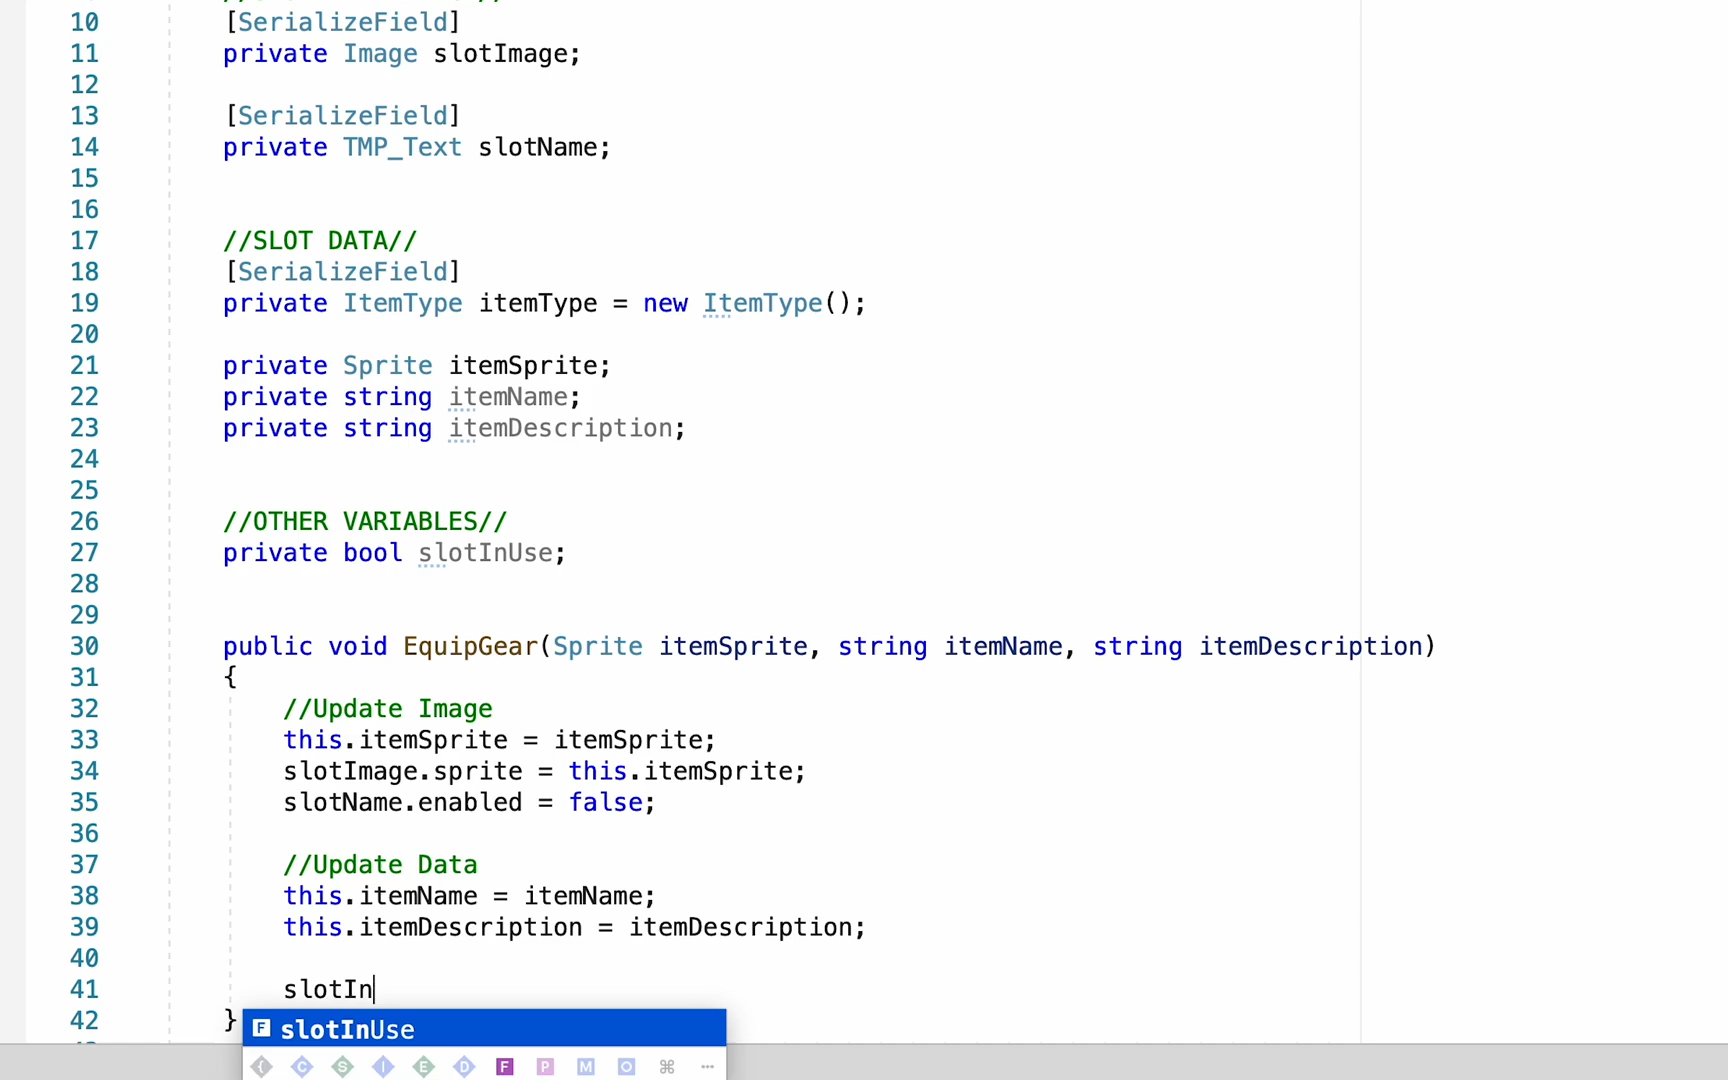 10 [SerializeField]
11 private Image slotImage;
12
13 [SerializeField]
14 private TMP_Text slotName;
15
16
17 //SLOT DATA//
18 [SerializeField]
19 private ItemType itemType = new ItemType();
20
21 private Sprite itemSprite;
22 private string itemName;
23 private string itemDescription;
24
25
26 //OTHER VARIABLES//
27 private bool slotInUse;
28
29
30 public void EquipGear(Sprite itemSprite, string itemName, string itemDescription)
31 {
32 //Update Image
33 this.itemSprite = itemSprite;
34 slotImage.sprite = this.itemSprite;
35 slotName.enabled = false;
36
37 //Update Data
38 this.itemName = itemName;
39 this.itemDescription = itemDescription;
40
41 slotIn
42 }
F slotInUse
{ C S I E D F P M O ⌘ ...